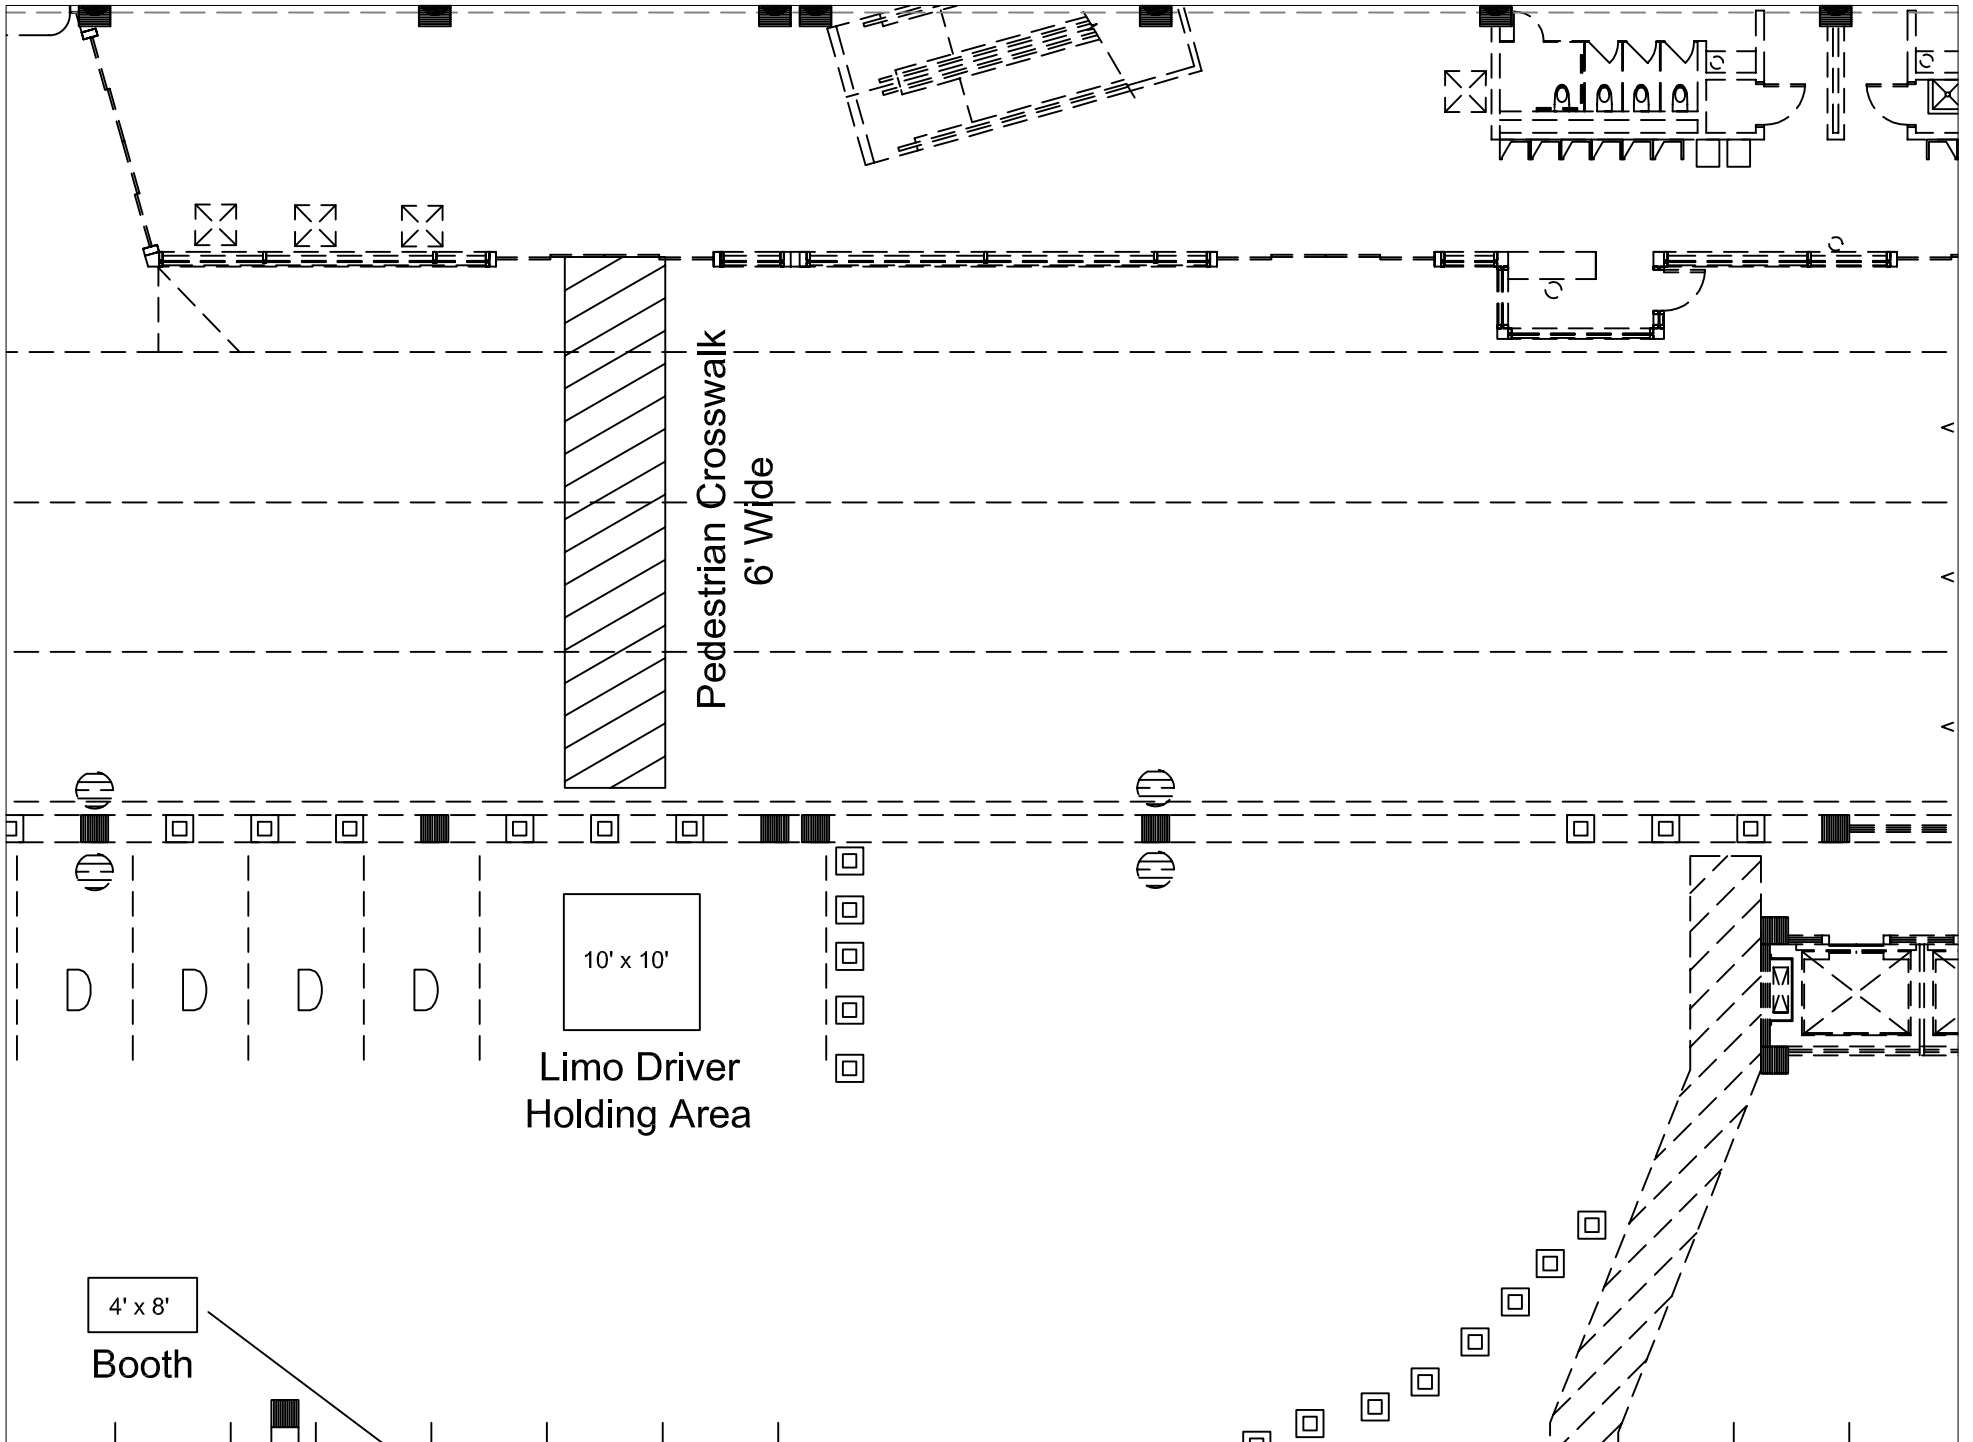 Pedestrian Crosswalk
6' Wide
10' x 10'
Limo Driver
Holding Area
4' x 8'
Booth